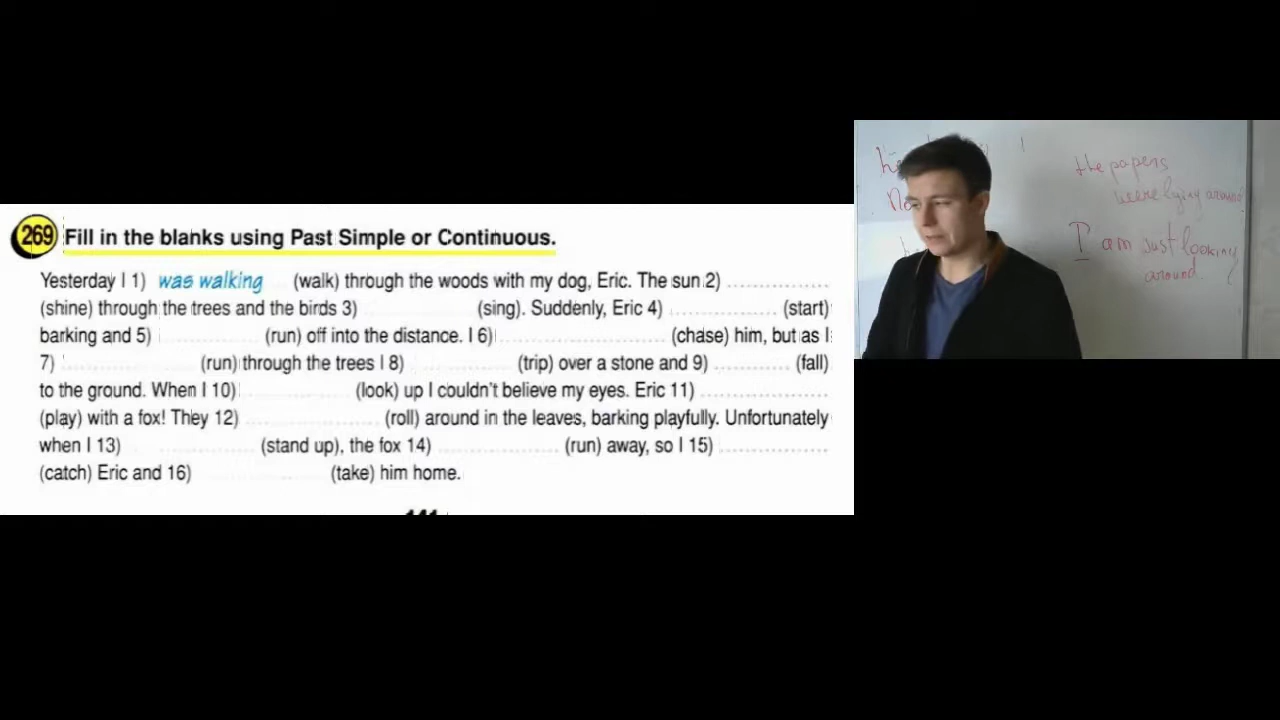 269 Fill in the blanks using Past Simple or Continuous.
Yesterday I 1) was walking (walk) through the woods with my dog, Eric. The sun 2) ....................
(shine) through the trees and the birds 3) .................... (sing). Suddenly, Eric 4) .................... (start)
barking and 5) .................... (run) off into the distance. I 6) .................... (chase) him, but as I
7) .................... (run) through the trees I 8) .................... (trip) over a stone and 9) .................... (fall)
to the ground. When I 10) .................... (look) up I couldn't believe my eyes. Eric 11) ....................
(play) with a fox! They 12) .................... (roll) around in the leaves, barking playfully. Unfortunately
when I 13) .................... (stand up), the fox 14) .................... (run) away, so I 15) ....................
(catch) Eric and 16) .................... (take) him home.
the papers
were lying around
I am just looking
around.